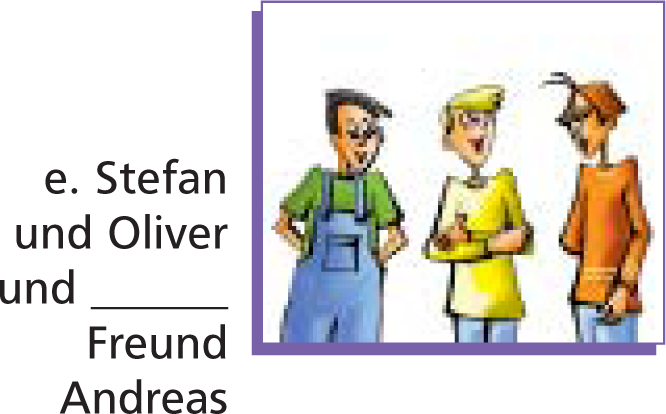 e. Stefan
und Oliver
und ______
Freund
Andreas